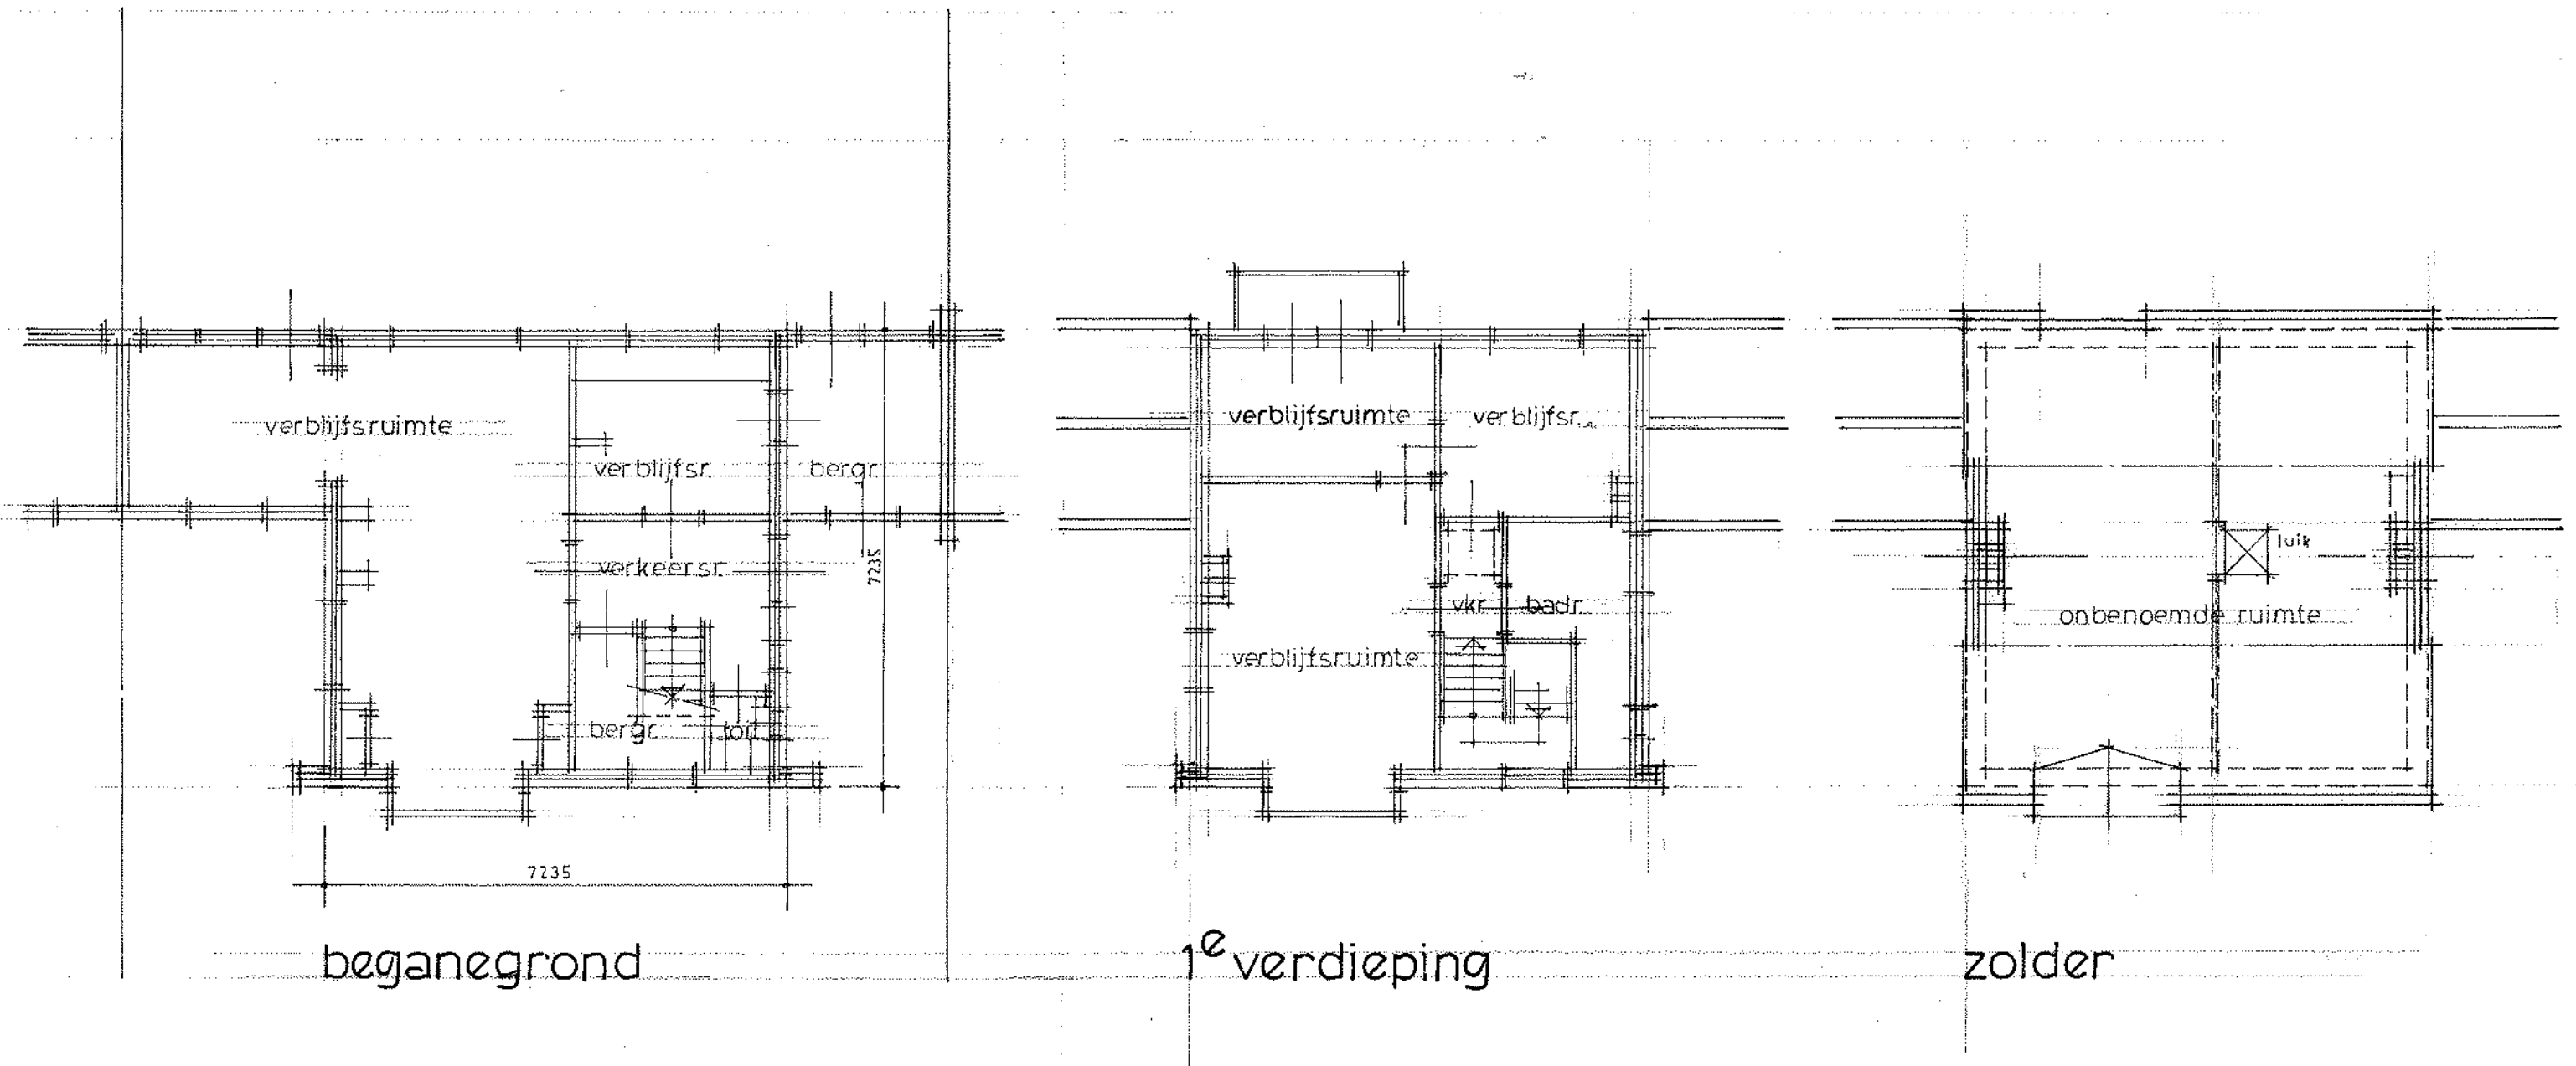 verblijfsruimte
verblijfsr.
bergr.
verkeersr.
bergr.
toil
7235
7235
beganegrond
verblijfsruimte
verblijfsr.
vkr.
badr.
verblijfsruimte
1e verdieping
luik
onbenoemde ruimte
zolder